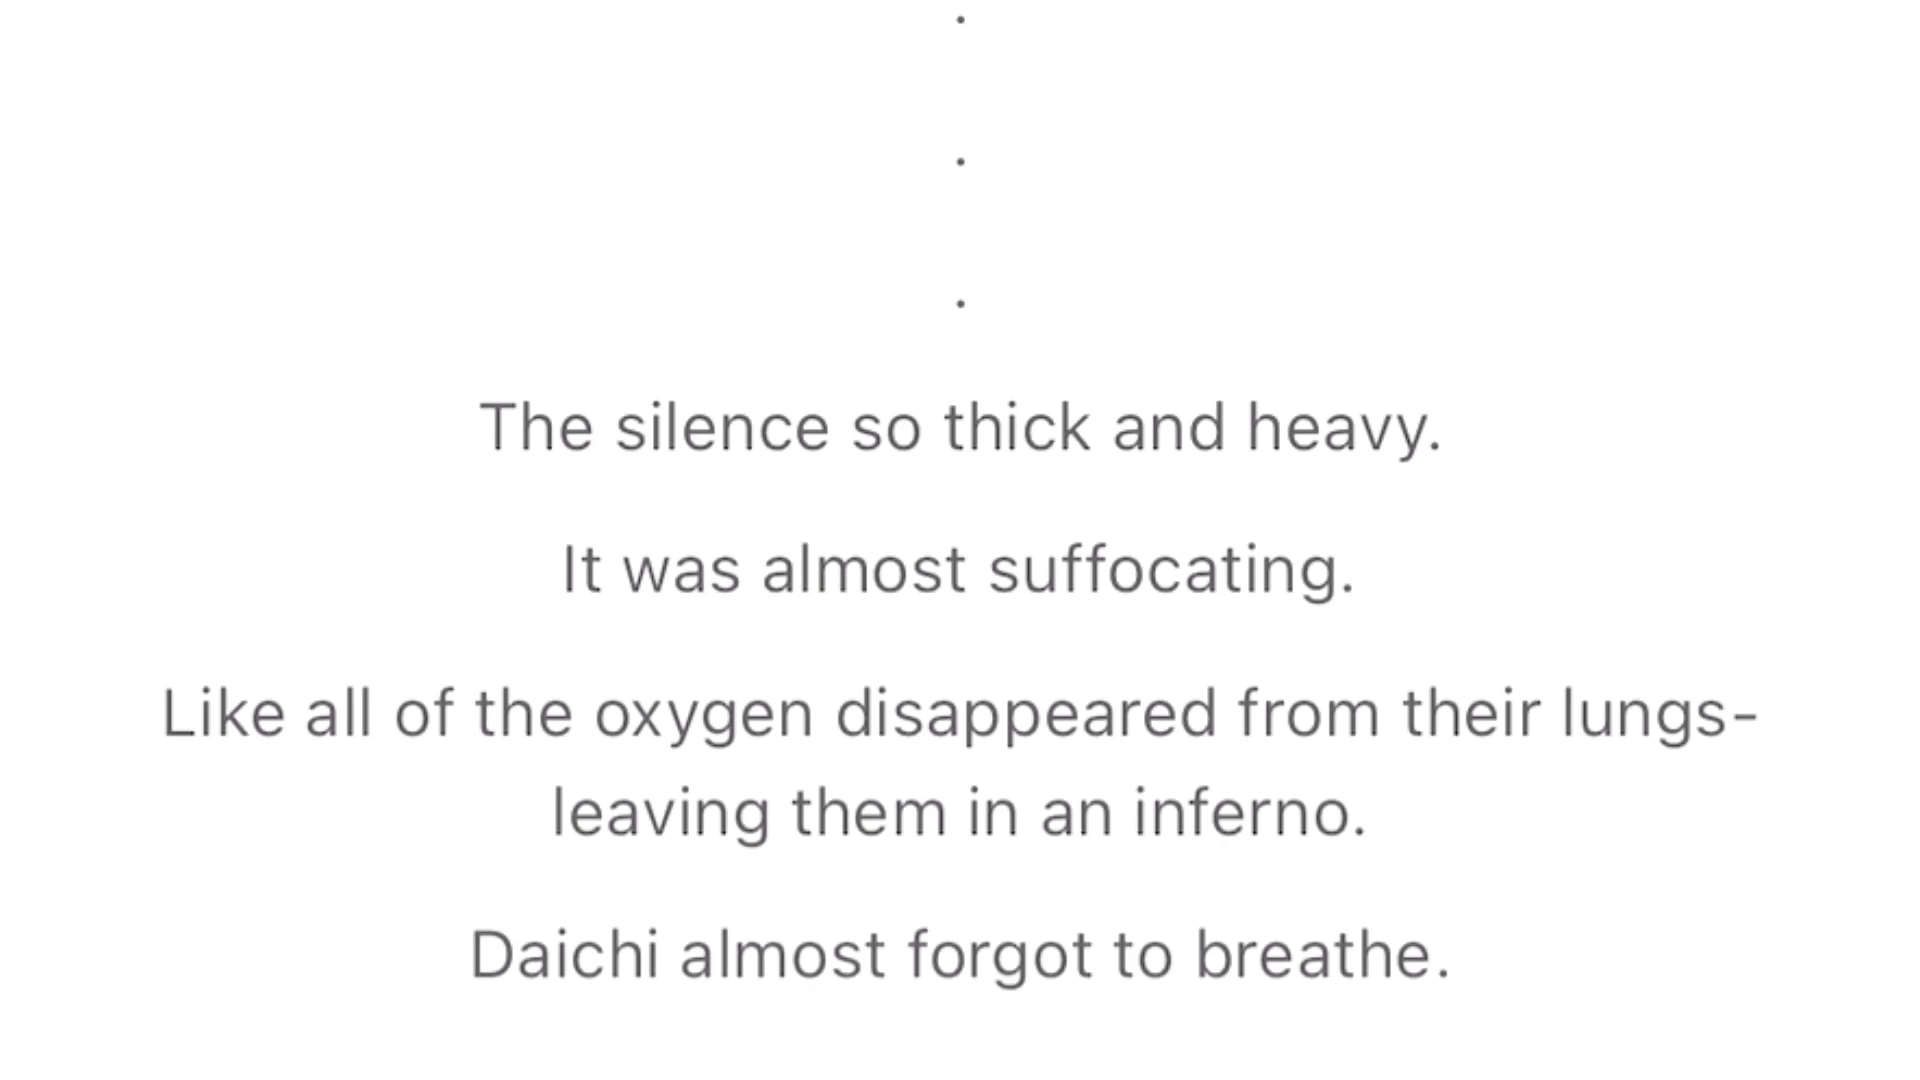 .
.
.
The silence so thick and heavy.
It was almost suffocating.
Like all of the oxygen disappeared from their lungs-
leaving them in an inferno.
Daichi almost forgot to breathe.